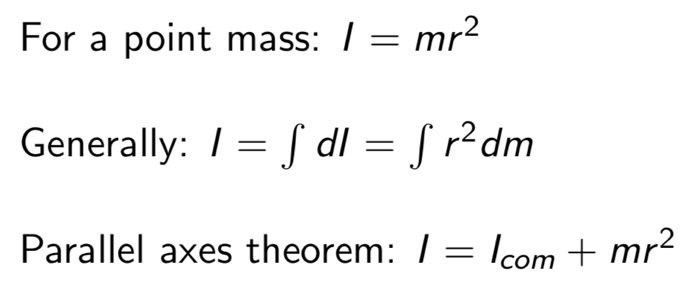 For a point mass: I = mr²
Generally: I = ∫ dI = ∫ r²dm
Parallel axes theorem: I = I_com + mr²